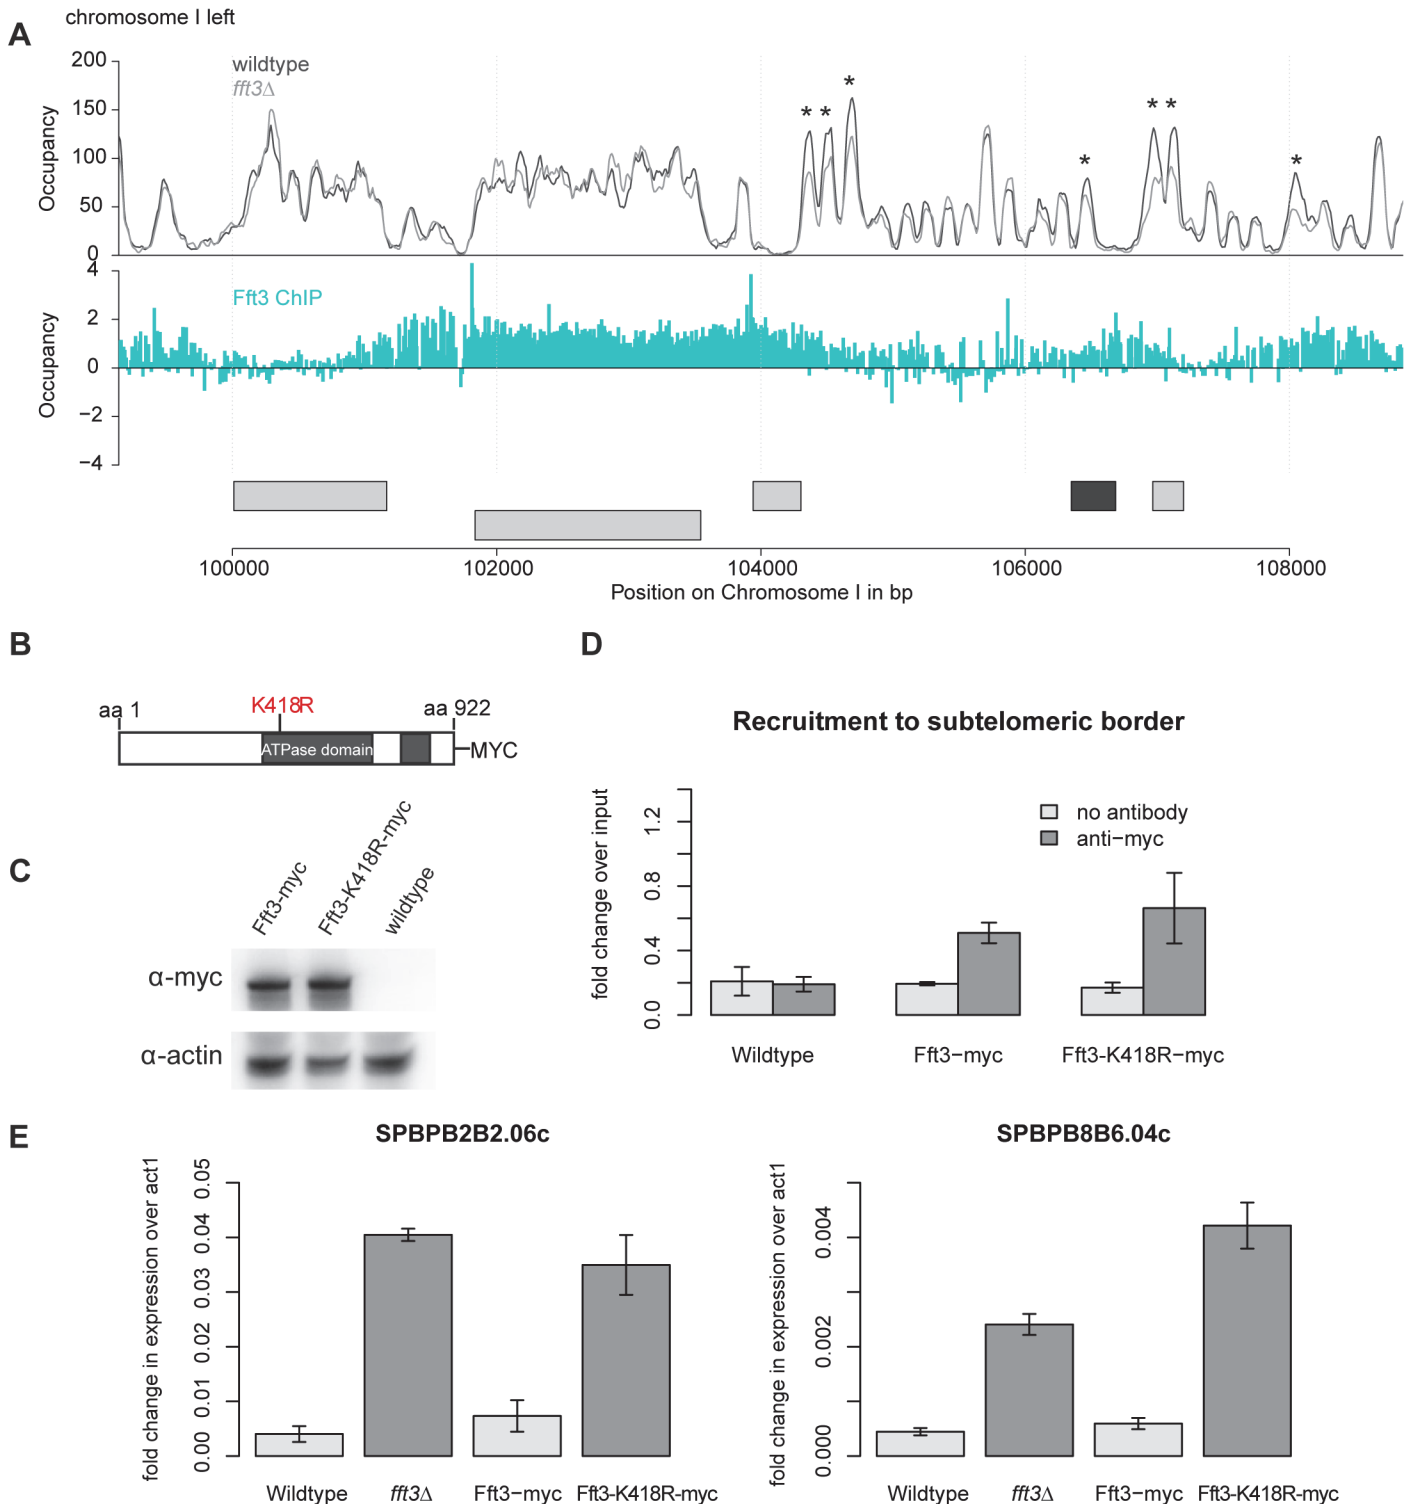 chromosome I left
A
200
150
100
50
0
Occupancy
wildtype
fft3Δ
* * * * * * *
4
2
0
−2
−4
Occupancy
Fft3 ChIP
100000 102000 104000 106000 108000
Position on Chromosome I in bp
B
aa 1 K418R aa 922
ATPase domain
MYC
C
Fft3-myc
Fft3-K418R-myc
wildtype
α-myc
α-actin
D
Recruitment to subtelomeric border
fold change over input
0.0 0.4 0.8 1.2
no antibody
anti−myc
Wildtype Fft3−myc Fft3-K418R−myc
E
SPBPB2B2.06c
fold change in expression over act1
0.00 0.01 0.02 0.03 0.04 0.05
Wildtype fft3Δ Fft3−myc Fft3-K418R-myc
SPBPB8B6.04c
fold change in expression over act1
0.000 0.002 0.004
Wildtype fft3Δ Fft3−myc Fft3-K418R-myc